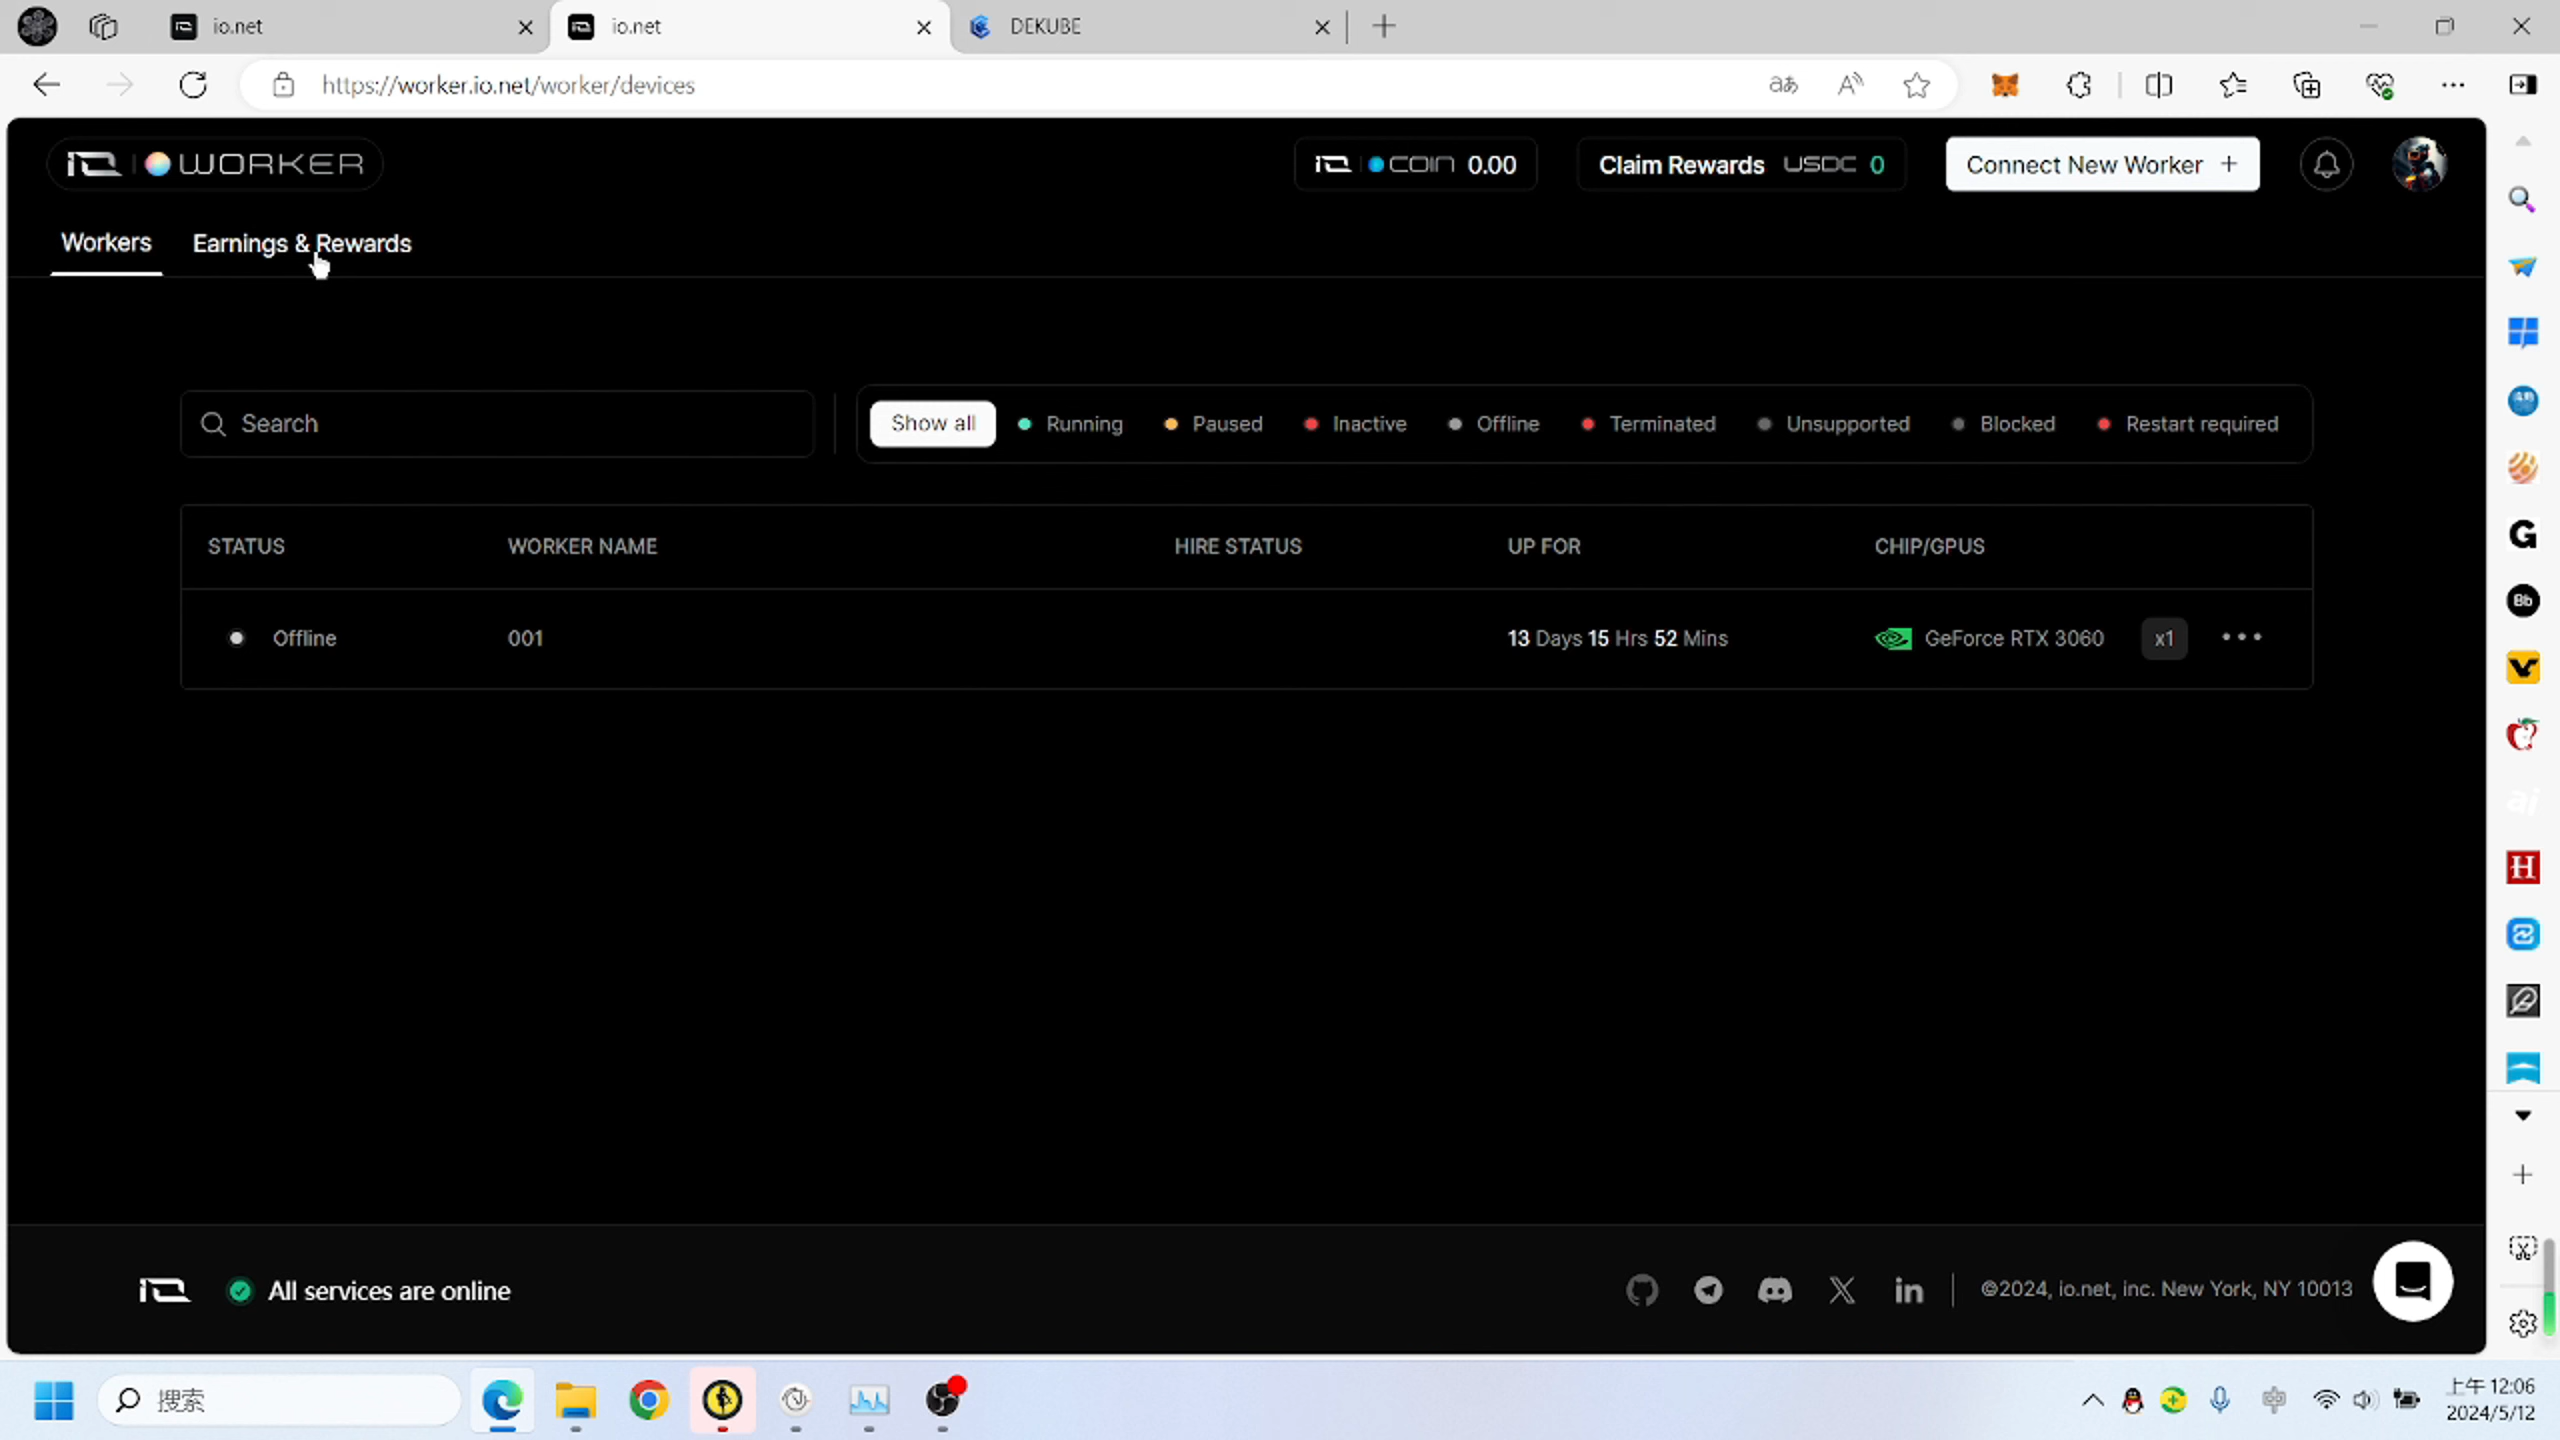 io.net
io.net
DEKUBE
https://worker.io.net/worker/devices
WORKER
COIN 0.00
Claim Rewards USDC 0
Connect New Worker +
Workers
Earnings & Rewards
Search
Show all
Running
Paused
Inactive
Offline
Terminated
Unsupported
Blocked
Restart required
STATUS
WORKER NAME
HIRE STATUS
UP FOR
CHIP/GPUS
Offline
001
13 Days 15 Hrs 52 Mins
GeForce RTX 3060
x1
All services are online
©2024, io.net, inc. New York, NY 10013
搜索
上午 12:06
2024/5/12